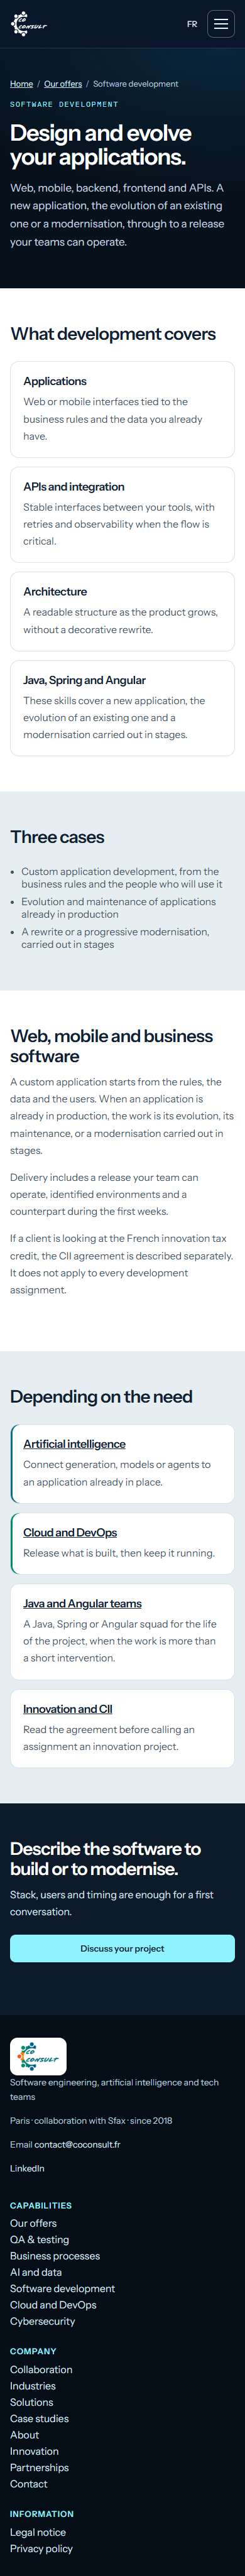 CO
CONSULT
FR
Home / Our offers / Software development
SOFTWARE DEVELOPMENT
Design and evolve
your applications.
Web, mobile, backend, frontend and APIs. A
new application, the evolution of an existing
one or a modernisation, through to a release
your teams can operate.
What development covers
Applications
Web or mobile interfaces tied to the
business rules and the data you already
have.
APIs and integration
Stable interfaces between your tools, with
retries and observability when the flow is
critical.
Architecture
A readable structure as the product grows,
without a decorative rewrite.
Java, Spring and Angular
These skills cover a new application, the
evolution of an existing one and a
modernisation carried out in stages.
Three cases
• Custom application development, from the
business rules and the people who will use it
• Evolution and maintenance of applications
already in production
• A rewrite or a progressive modernisation,
carried out in stages
Web, mobile and business
software
A custom application starts from the rules, the
data and the users. When an application is
already in production, the work is its evolution, its
maintenance, or a modernisation carried out in
stages.
Delivery includes a release your team can
operate, identified environments and a
counterpart during the first weeks.
If a client is looking at the French innovation tax
credit, the CII agreement is described separately.
It does not apply to every development
assignment.
Depending on the need
Artificial intelligence
Connect generation, models or agents to
an application already in place.
Cloud and DevOps
Release what is built, then keep it running.
Java and Angular teams
A Java, Spring or Angular squad for the life
of the project, when the work is more than
a short intervention.
Innovation and CII
Read the agreement before calling an
assignment an innovation project.
Describe the software to
build or to modernise.
Stack, users and timing are enough for a first
conversation.
Discuss your project
CO
CONSULT
Software engineering, artificial intelligence and tech
teams
Paris · collaboration with Sfax · since 2018
Email contact@coconsult.fr
LinkedIn
CAPABILITIES
Our offers
QA & testing
Business processes
AI and data
Software development
Cloud and DevOps
Cybersecurity
COMPANY
Collaboration
Industries
Solutions
Case studies
About
Innovation
Partnerships
Contact
INFORMATION
Legal notice
Privacy policy